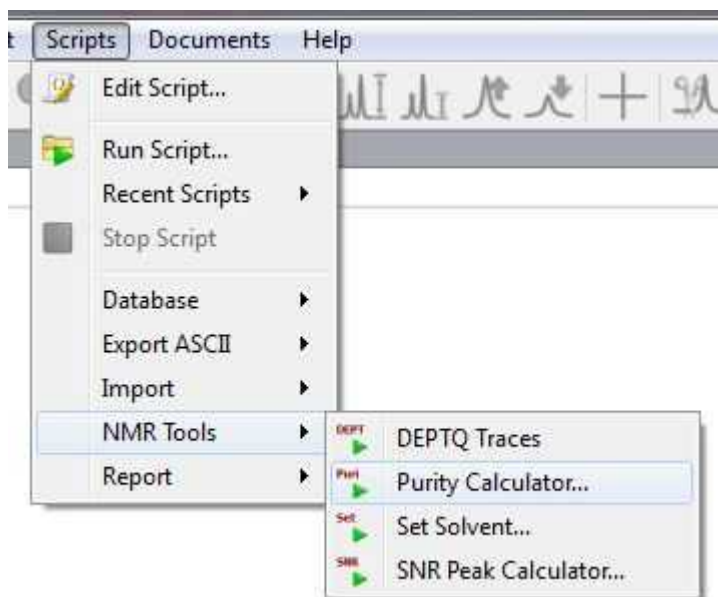 t Scripts Documents Help
Edit Script...
Run Script...
Recent Scripts
Stop Script
Database
Export ASCII
Import
NMR Tools
Report
DEPT DEPTQ Traces
Puri Purity Calculator...
Set Set Solvent...
SNR SNR Peak Calculator...